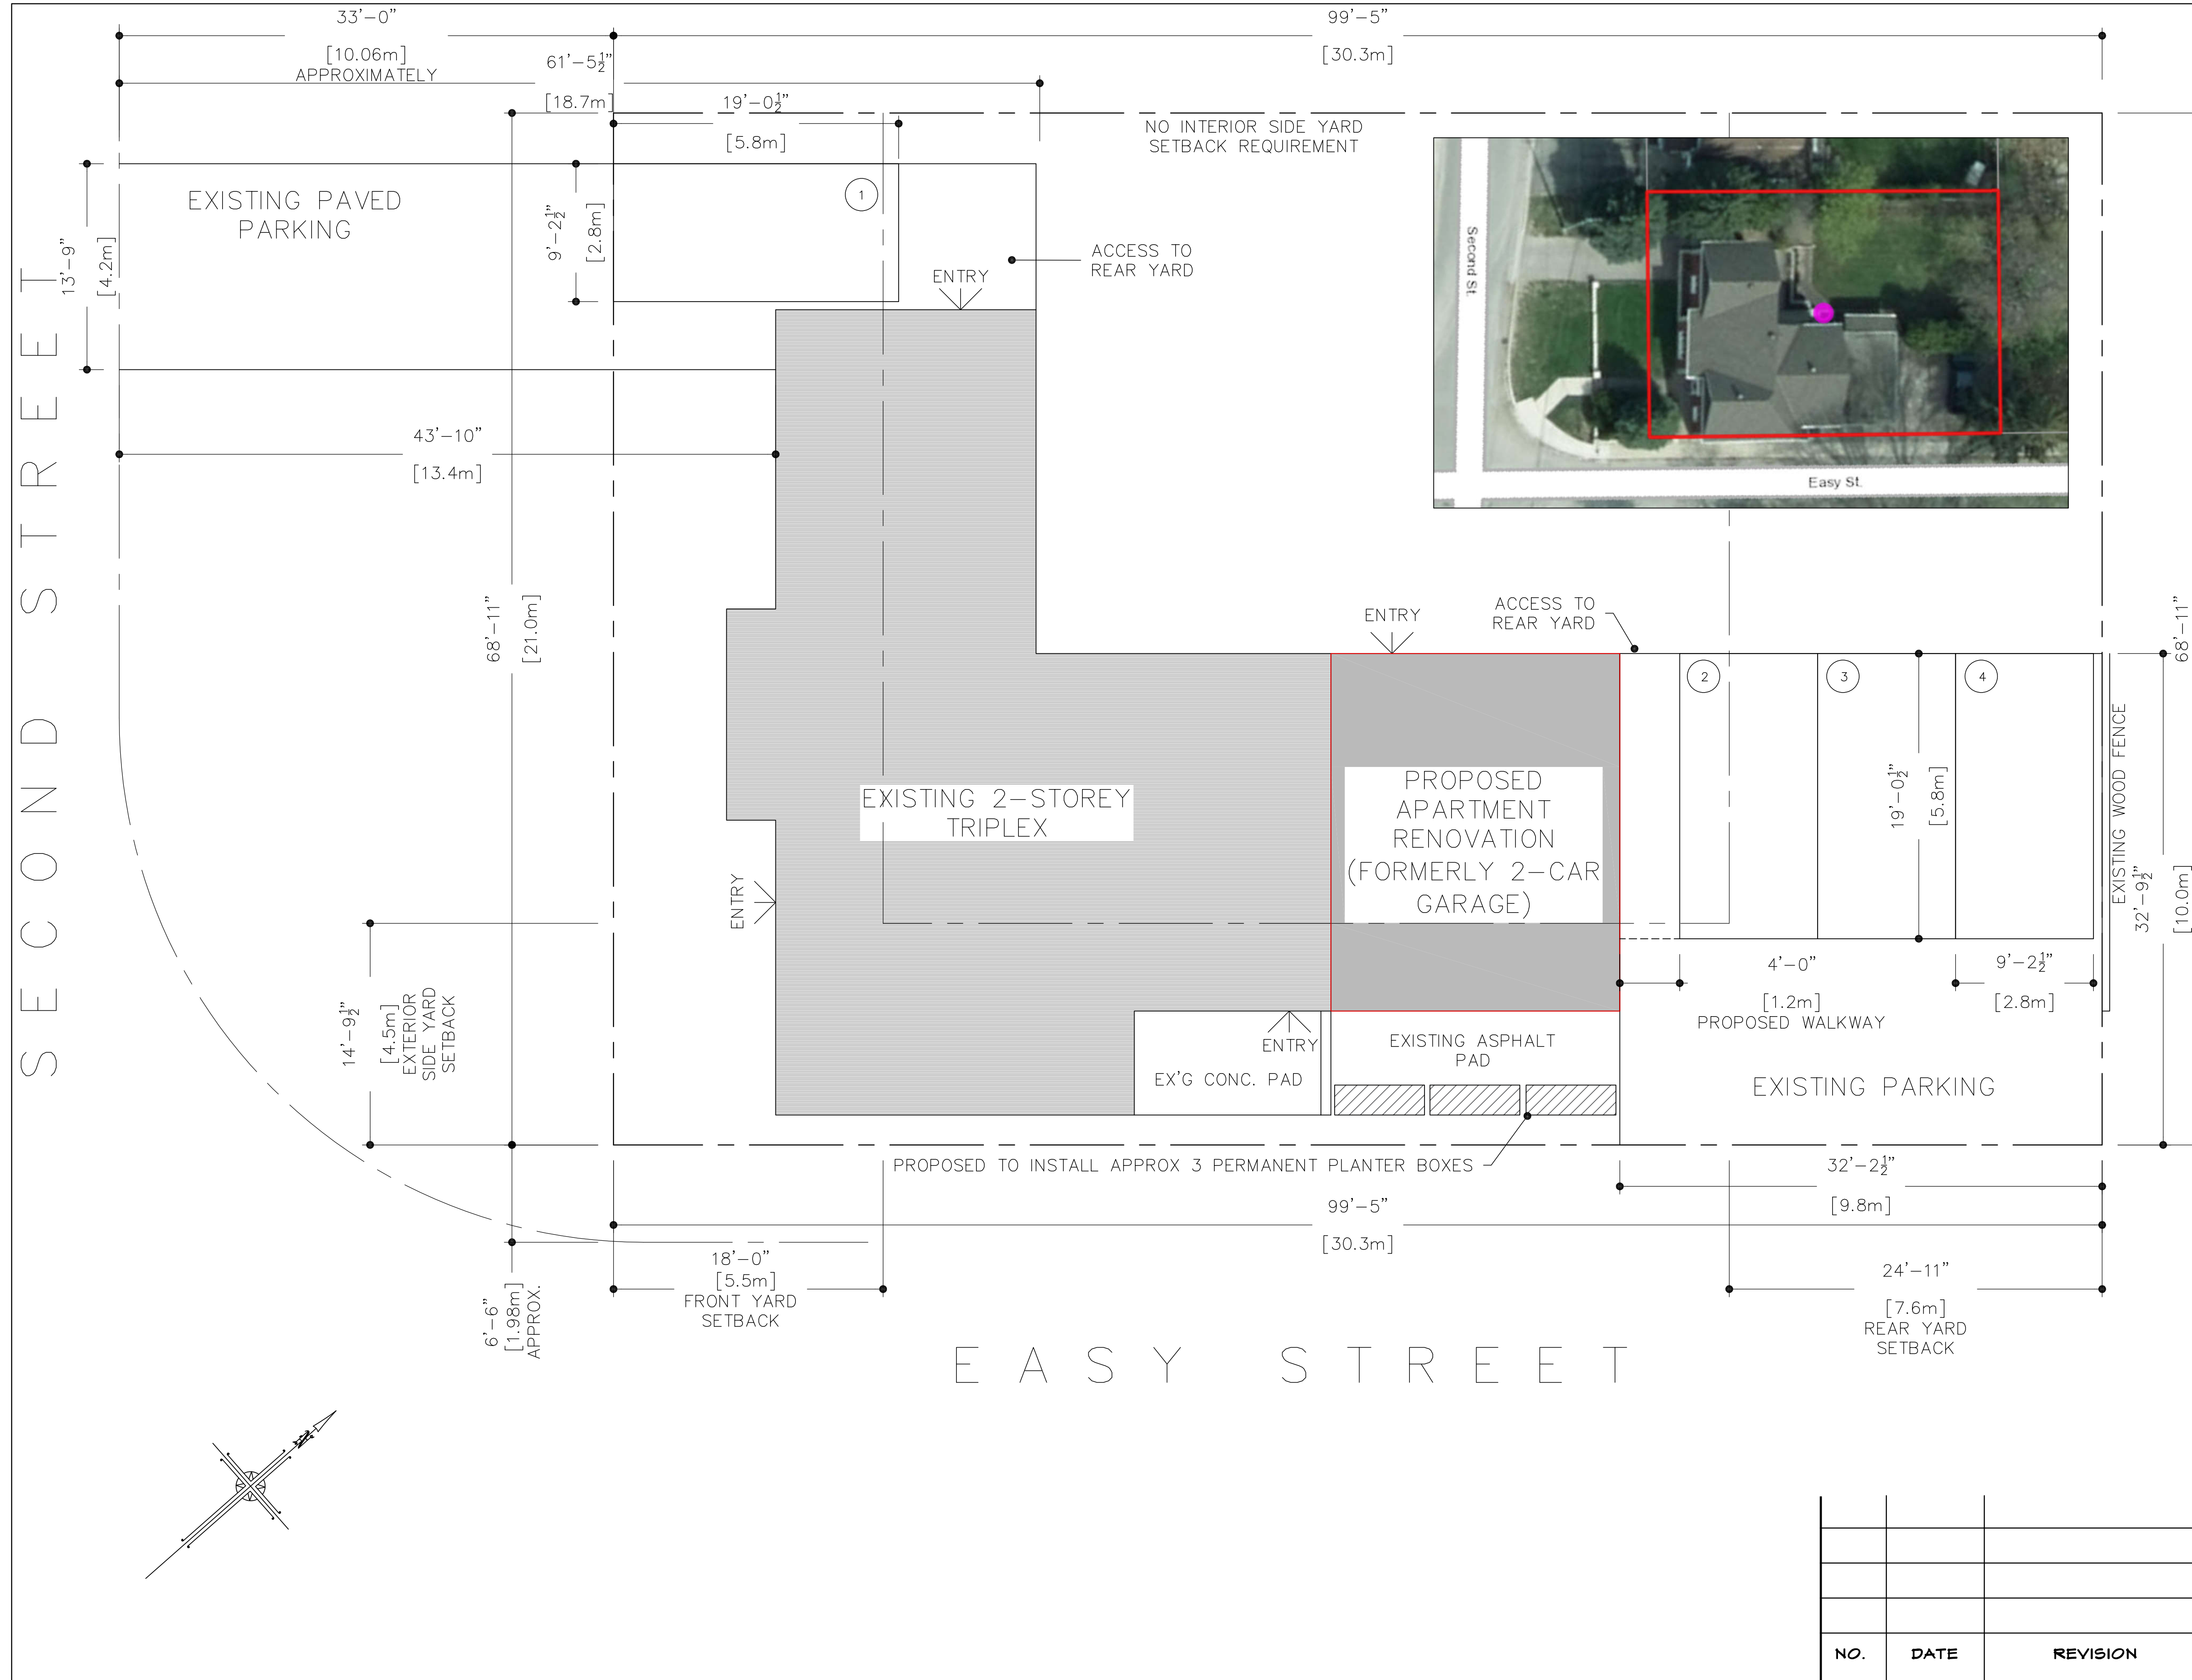 33'-0"
[10.06m]
APPROXIMATELY
99'-5"
[30.3m]
61'-5½"
[18.7m]
19'-0½"
[5.8m]
NO INTERIOR SIDE YARD
SETBACK REQUIREMENT
EXISTING PAVED
PARKING
13'-9"
[4.2m]
9'-2½"
[2.8m]
1
ENTRY
ACCESS TO
REAR YARD
Second St.
Easy St.
SECOND STREET
43'-10"
[13.4m]
68'-11"
[21.0m]
ENTRY
ACCESS TO
REAR YARD
2
3
4
68'-11"
EXISTING 2-STOREY
TRIPLEX
PROPOSED
APARTMENT
RENOVATION
(FORMERLY 2-CAR
GARAGE)
19'-0½"
[5.8m]
EXISTING WOOD FENCE
32'-9½"
[10.0m]
ENTRY
14'-9½"
[4.5m]
EXTERIOR
SIDE YARD
SETBACK
4'-0"
[1.2m]
PROPOSED WALKWAY
9'-2½"
[2.8m]
ENTRY
EX'G CONC. PAD
EXISTING ASPHALT
PAD
EXISTING PARKING
PROPOSED TO INSTALL APPROX 3 PERMANENT PLANTER BOXES
32'-2½"
[9.8m]
99'-5"
[30.3m]
18'-0"
[5.5m]
FRONT YARD
SETBACK
6'-6"
[1.98m]
APPROX.
24'-11"
[7.6m]
REAR YARD
SETBACK
EASY STREET
N
NO. DATE REVISION